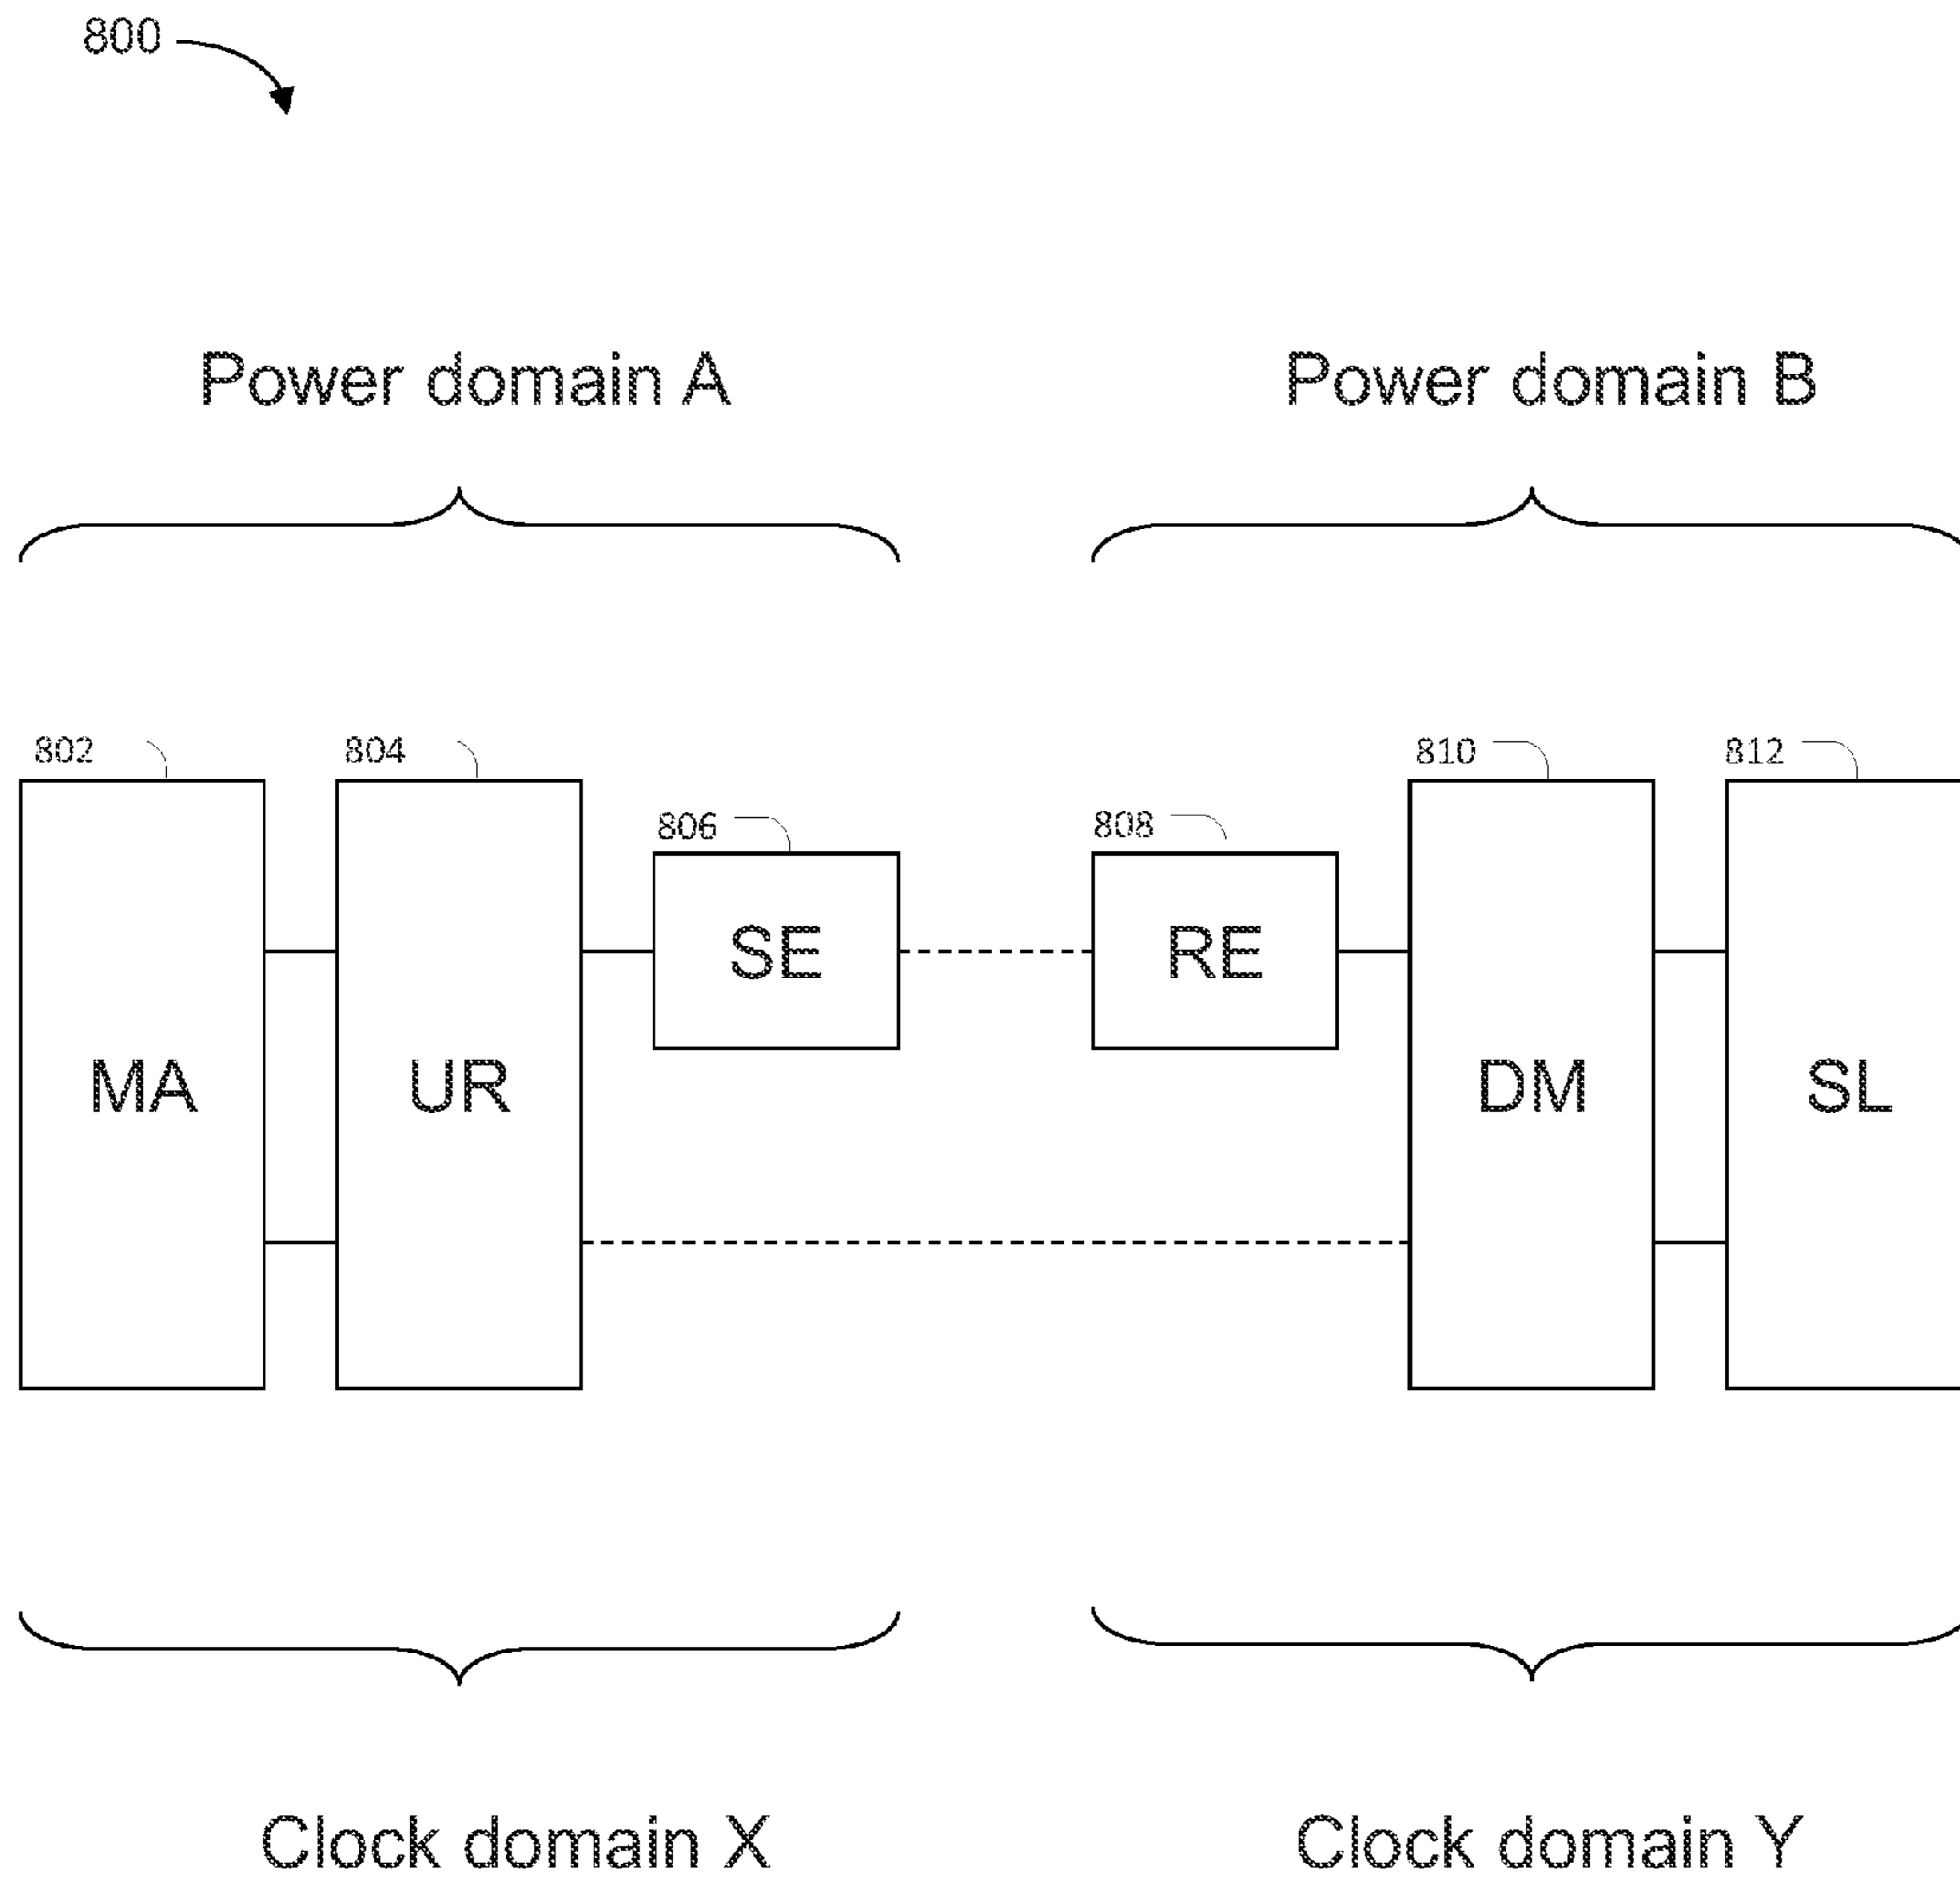 800
Power domain A
Power domain B
802
804
810
812
806
808
SE
RE
MA
UR
DM
SL
Clock domain X
Clock domain Y